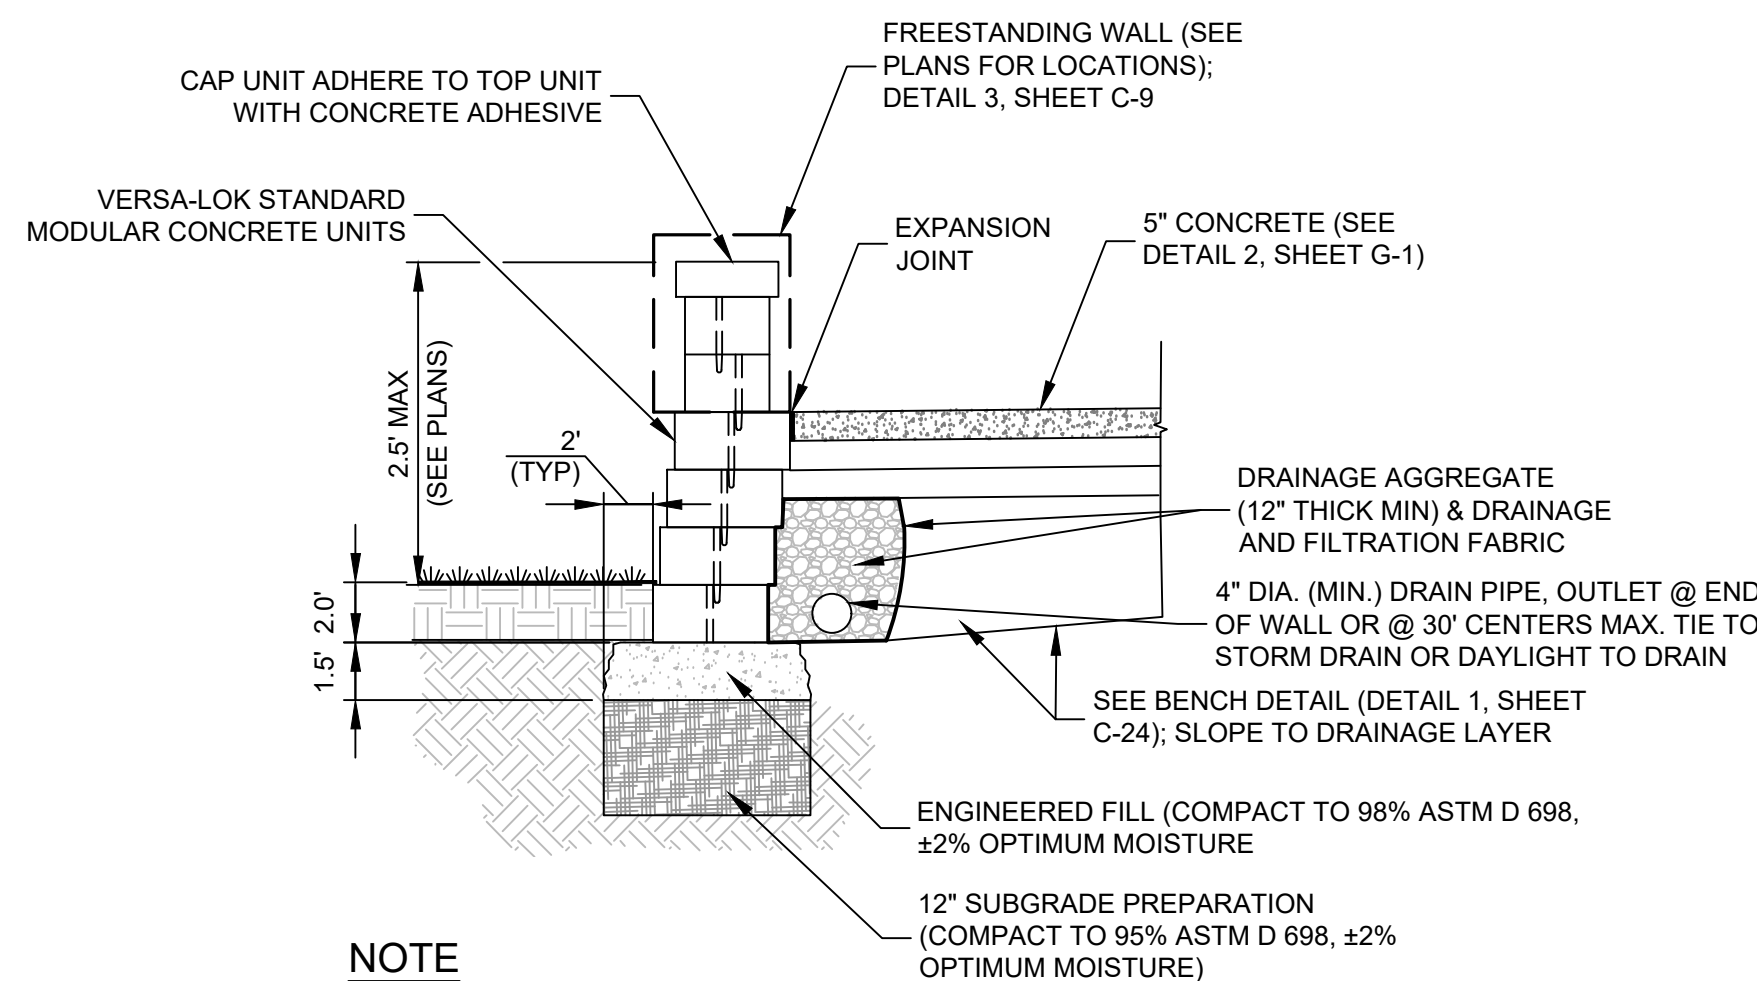 FREESTANDING WALL (SEE
PLANS FOR LOCATIONS);
DETAIL 3, SHEET C-9
CAP UNIT ADHERE TO TOP UNIT
WITH CONCRETE ADHESIVE
VERSA-LOK STANDARD
MODULAR CONCRETE UNITS
EXPANSION
JOINT
5" CONCRETE (SEE
DETAIL 2, SHEET G-1)
2.5' MAX
(SEE PLANS)
2'
(TYP)
DRAINAGE AGGREGATE
(12" THICK MIN) & DRAINAGE
AND FILTRATION FABRIC
2.0'
1.5'
4" DIA. (MIN.) DRAIN PIPE, OUTLET @ END
OF WALL OR @ 30' CENTERS MAX. TIE TO
STORM DRAIN OR DAYLIGHT TO DRAIN
SEE BENCH DETAIL (DETAIL 1, SHEET
C-24); SLOPE TO DRAINAGE LAYER
ENGINEERED FILL (COMPACT TO 98% ASTM D 698,
±2% OPTIMUM MOISTURE
12" SUBGRADE PREPARATION
(COMPACT TO 95% ASTM D 698, ±2%
OPTIMUM MOISTURE)
NOTE